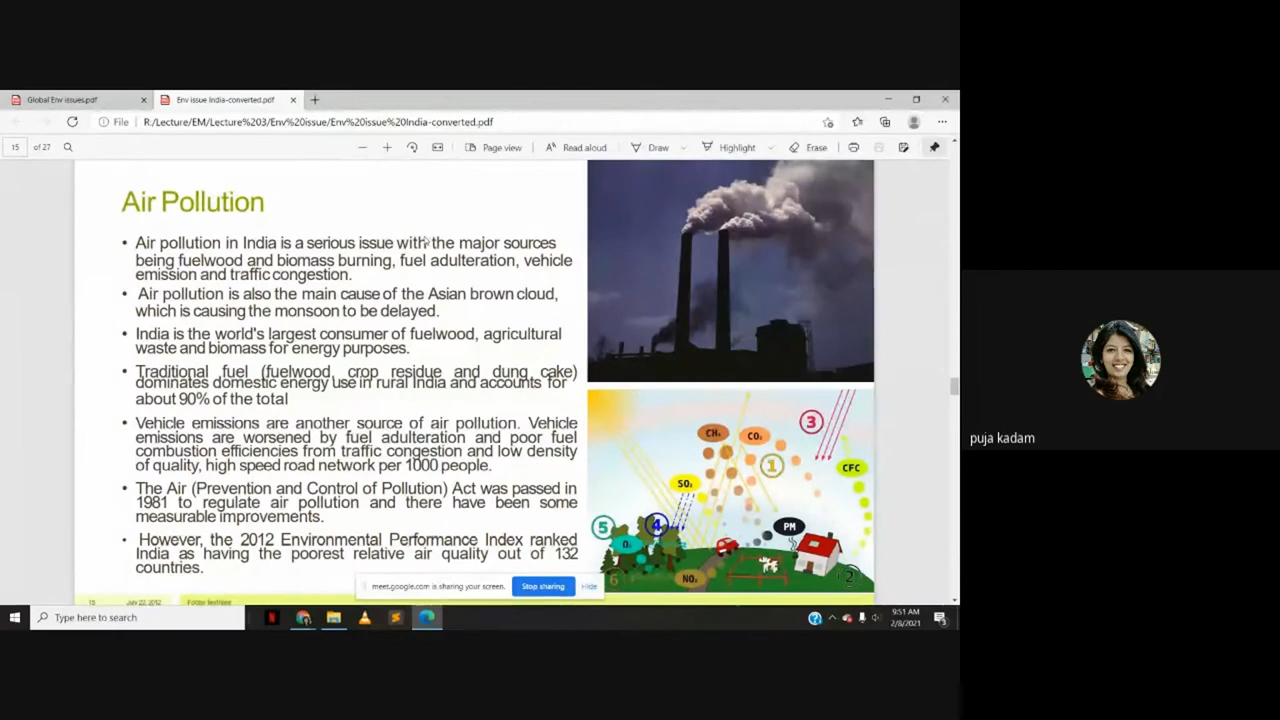 Global Env issues.pdf
Env issue India-converted.pdf
File
R:/Lecture/EM/Lecture%203/Env%20issue/Env%20issue%20India-converted.pdf
15 of 27
Page view
Read aloud
Draw
Highlight
Erase
Air Pollution
• Air pollution in India is a serious issue with the major sources
being fuelwood and biomass burning, fuel adulteration, vehicle
emission and traffic congestion.
• Air pollution is also the main cause of the Asian brown cloud,
which is causing the monsoon to be delayed.
• India is the world's largest consumer of fuelwood, agricultural
waste and biomass for energy purposes.
• Traditional fuel (fuelwood, crop residue and dung cake)
dominates domestic energy use in rural India and accounts for
about 90% of the total
• Vehicle emissions are another source of air pollution. Vehicle
emissions are worsened by fuel adulteration and poor fuel
combustion efficiencies from traffic congestion and low density
of quality, high speed road network per 1000 people.
• The Air (Prevention and Control of Pollution) Act was passed in
1981 to regulate air pollution and there have been some
measurable improvements.
• However, the 2012 Environmental Performance Index ranked
India as having the poorest relative air quality out of 132
countries.
3
CH₄
CO₂
1
CFC
SO₂
5
4
PM
O₃
6
NO₂
2
15
July 22, 2012
Footer text here
meet.google.com is sharing your screen.
Stop sharing
Hide
puja kadam
Type here to search
9:51 AM
2/8/2021